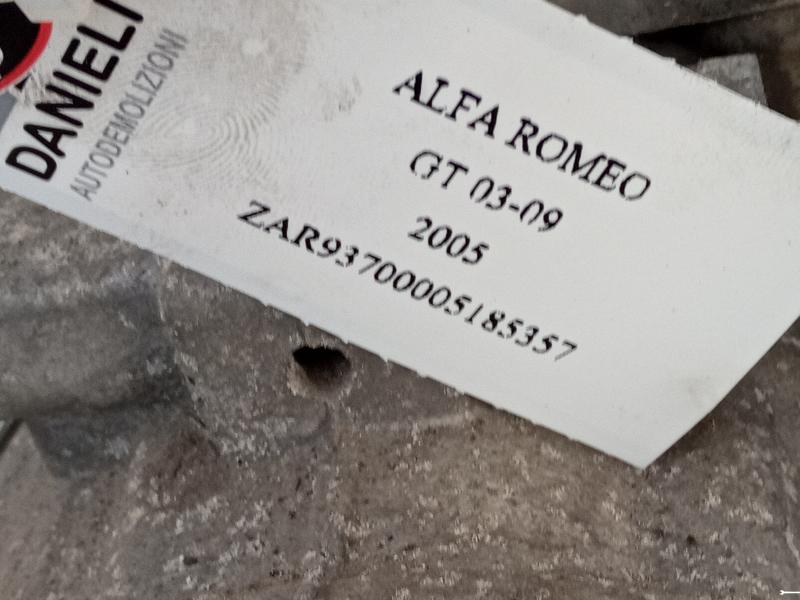 DANIELI
AUTODEMOLIZIONI
ALFA ROMEO
GT 03-09
2005
ZAR93700005185357